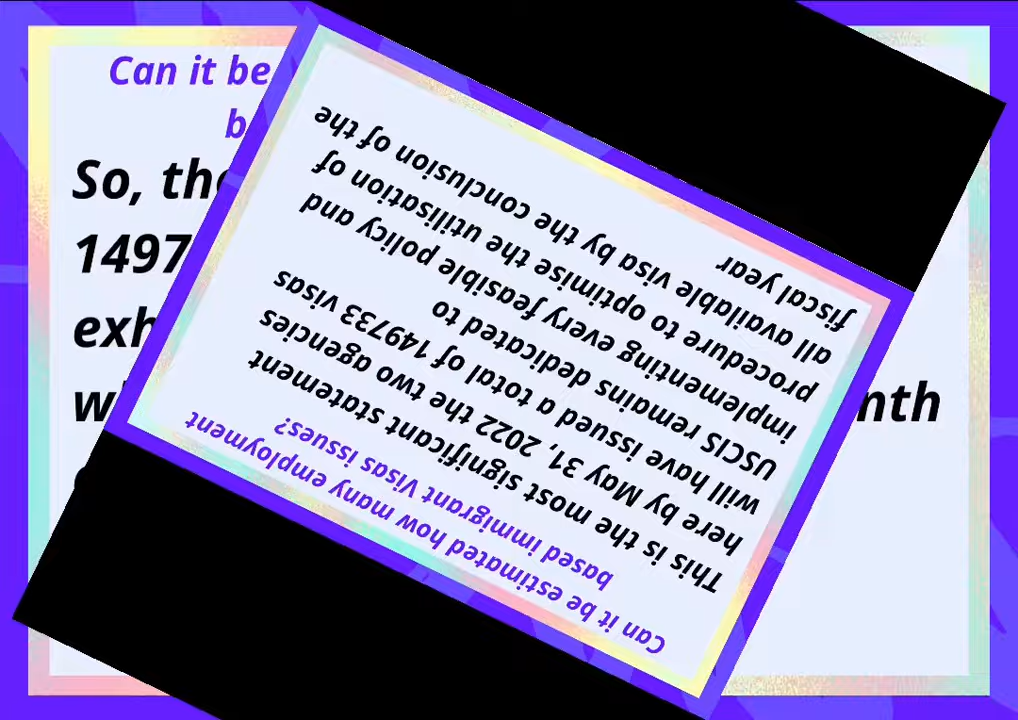 Can it be
b
So, the
1497
exh
w nth
Can it be estimated how many employment
based immigrant Visas issues?
This is the most significant statement
here by May 31, 2022 the two agencies
will have issued a total of 149733 visas
USCIS remains dedicated to
implementing every feasible policy and
procedure to optimise the utilisation of
all available visa by the conclusion of the
fiscal year